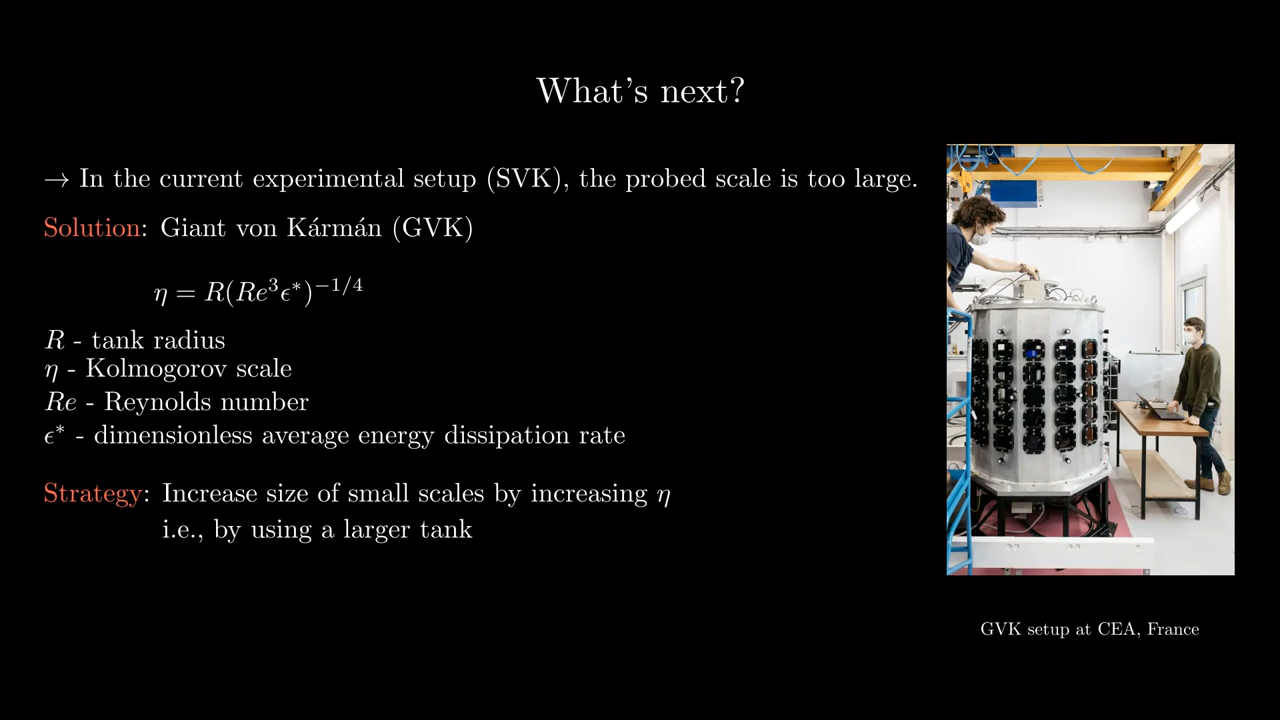 What's next?
→ In the current experimental setup (SVK), the probed scale is too large.
Solution: Giant von Kármán (GVK)
η = R(Re³ϵ*)⁻¹/⁴
R - tank radius
η - Kolmogorov scale
Re - Reynolds number
ϵ* - dimensionless average energy dissipation rate
Strategy: Increase size of small scales by increasing η
i.e., by using a larger tank
GVK setup at CEA, France